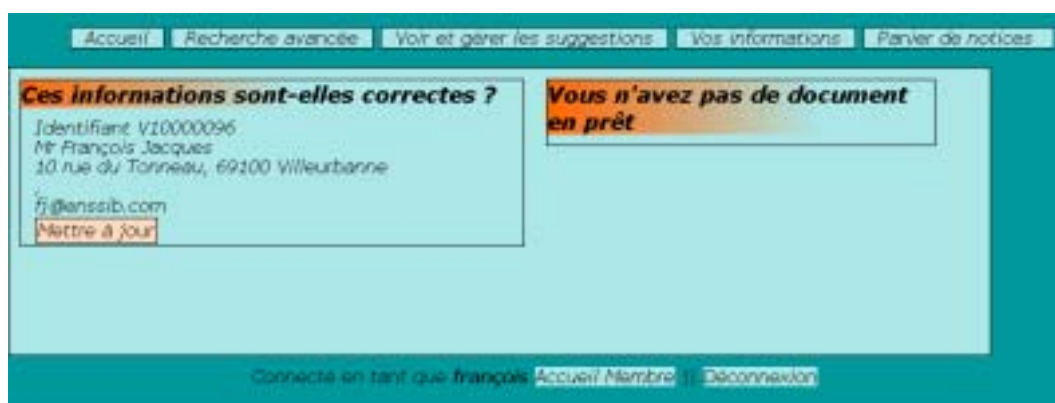 Accueil Recherche avancée Voir et gérer les suggestions Vos informations Panier de notices
Ces informations sont-elles correctes ?
Identifiant V10000096
Mr François Jacques
10 rue du Tonneau, 69100 Villeurbanne
,
fj@enssib.com
Mettre à jour
Vous n'avez pas de document
en prêt
Connecté en tant que françois Accueil Membre || Déconnexion